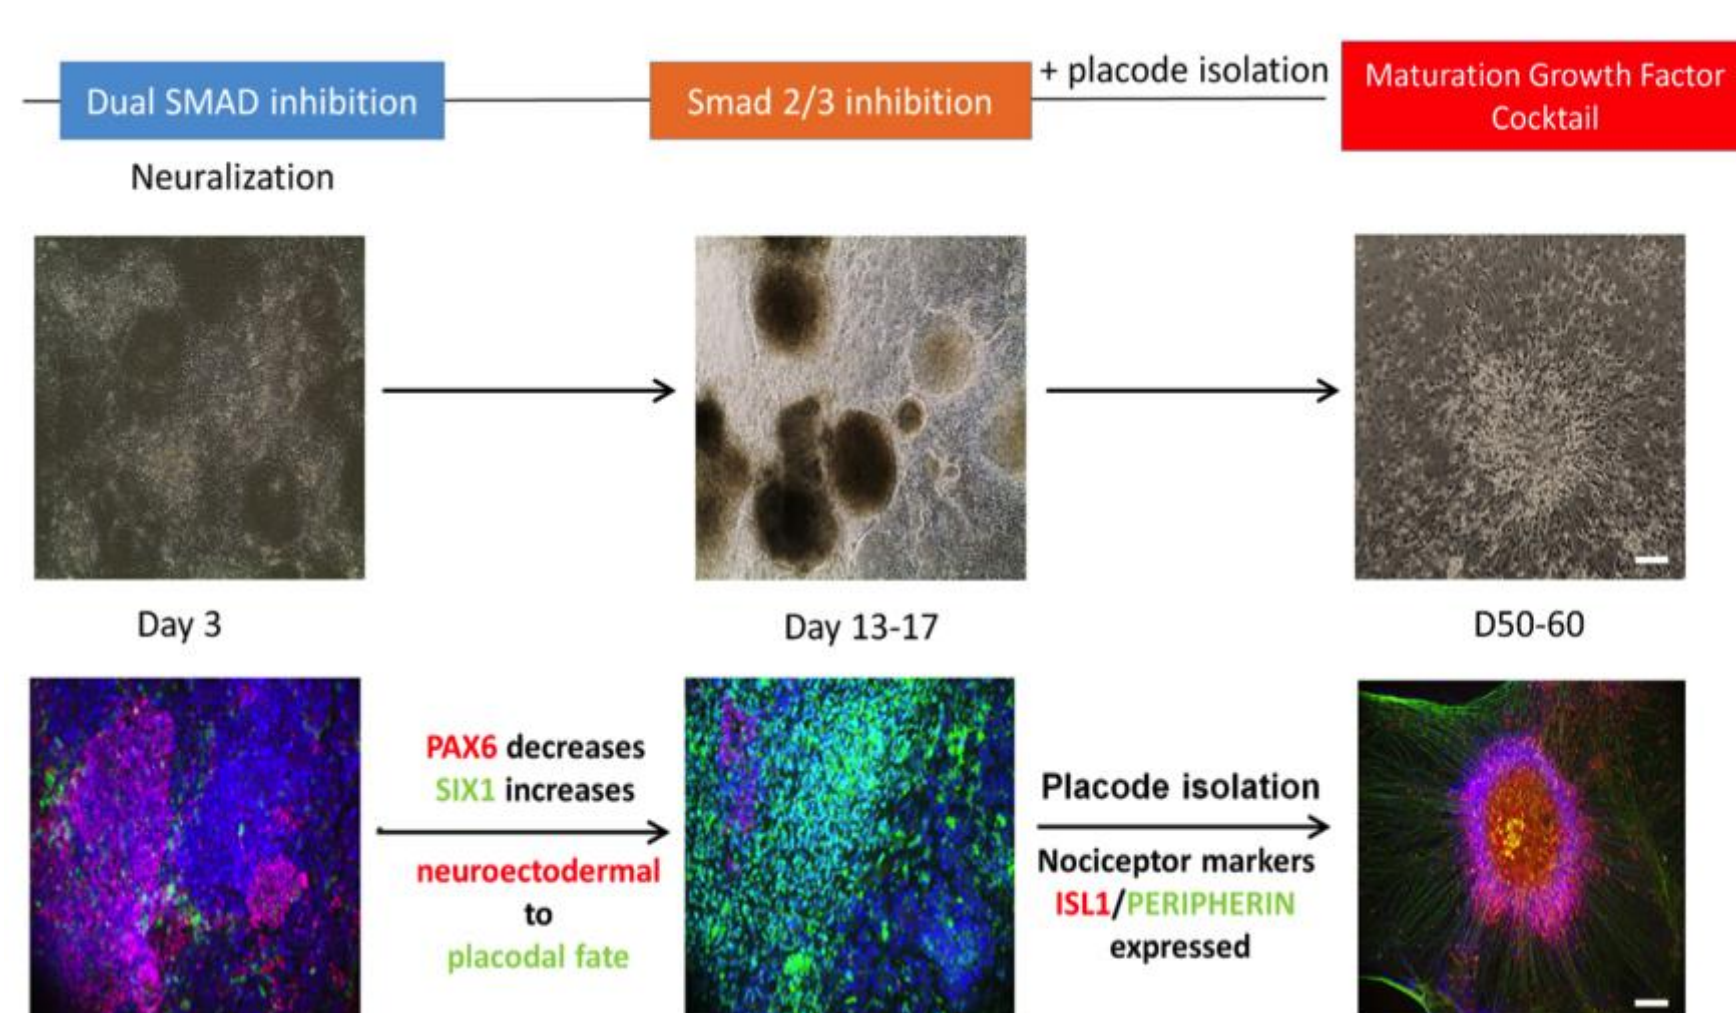 Dual SMAD inhibition
Smad 2/3 inhibition
+ placode isolation
Maturation Growth Factor
Cocktail
Neuralization
Day 3
Day 13-17
D50-60
PAX6 decreases
SIX1 increases
neuroectodermal
to
placodal fate
Placode isolation
Nociceptor markers
ISL1/PERIPHERIN
expressed